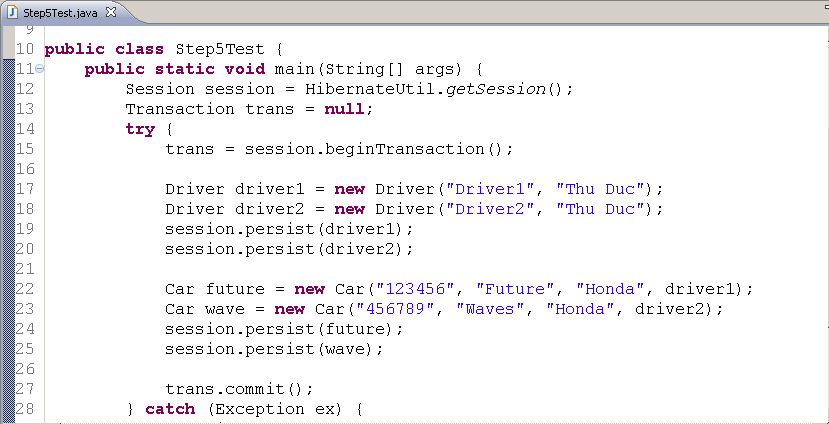 Step5Test.java
9
10 public class Step5Test {
11     public static void main(String[] args) {
12         Session session = HibernateUtil.getSession();
13         Transaction trans = null;
14         try {
15             trans = session.beginTransaction();
16
17             Driver driver1 = new Driver("Driver1", "Thu Duc");
18             Driver driver2 = new Driver("Driver2", "Thu Duc");
19             session.persist(driver1);
20             session.persist(driver2);
21
22             Car future = new Car("123456", "Future", "Honda", driver1);
23             Car wave = new Car("456789", "Waves", "Honda", driver2);
24             session.persist(future);
25             session.persist(wave);
26
27             trans.commit();
28         } catch (Exception ex) {